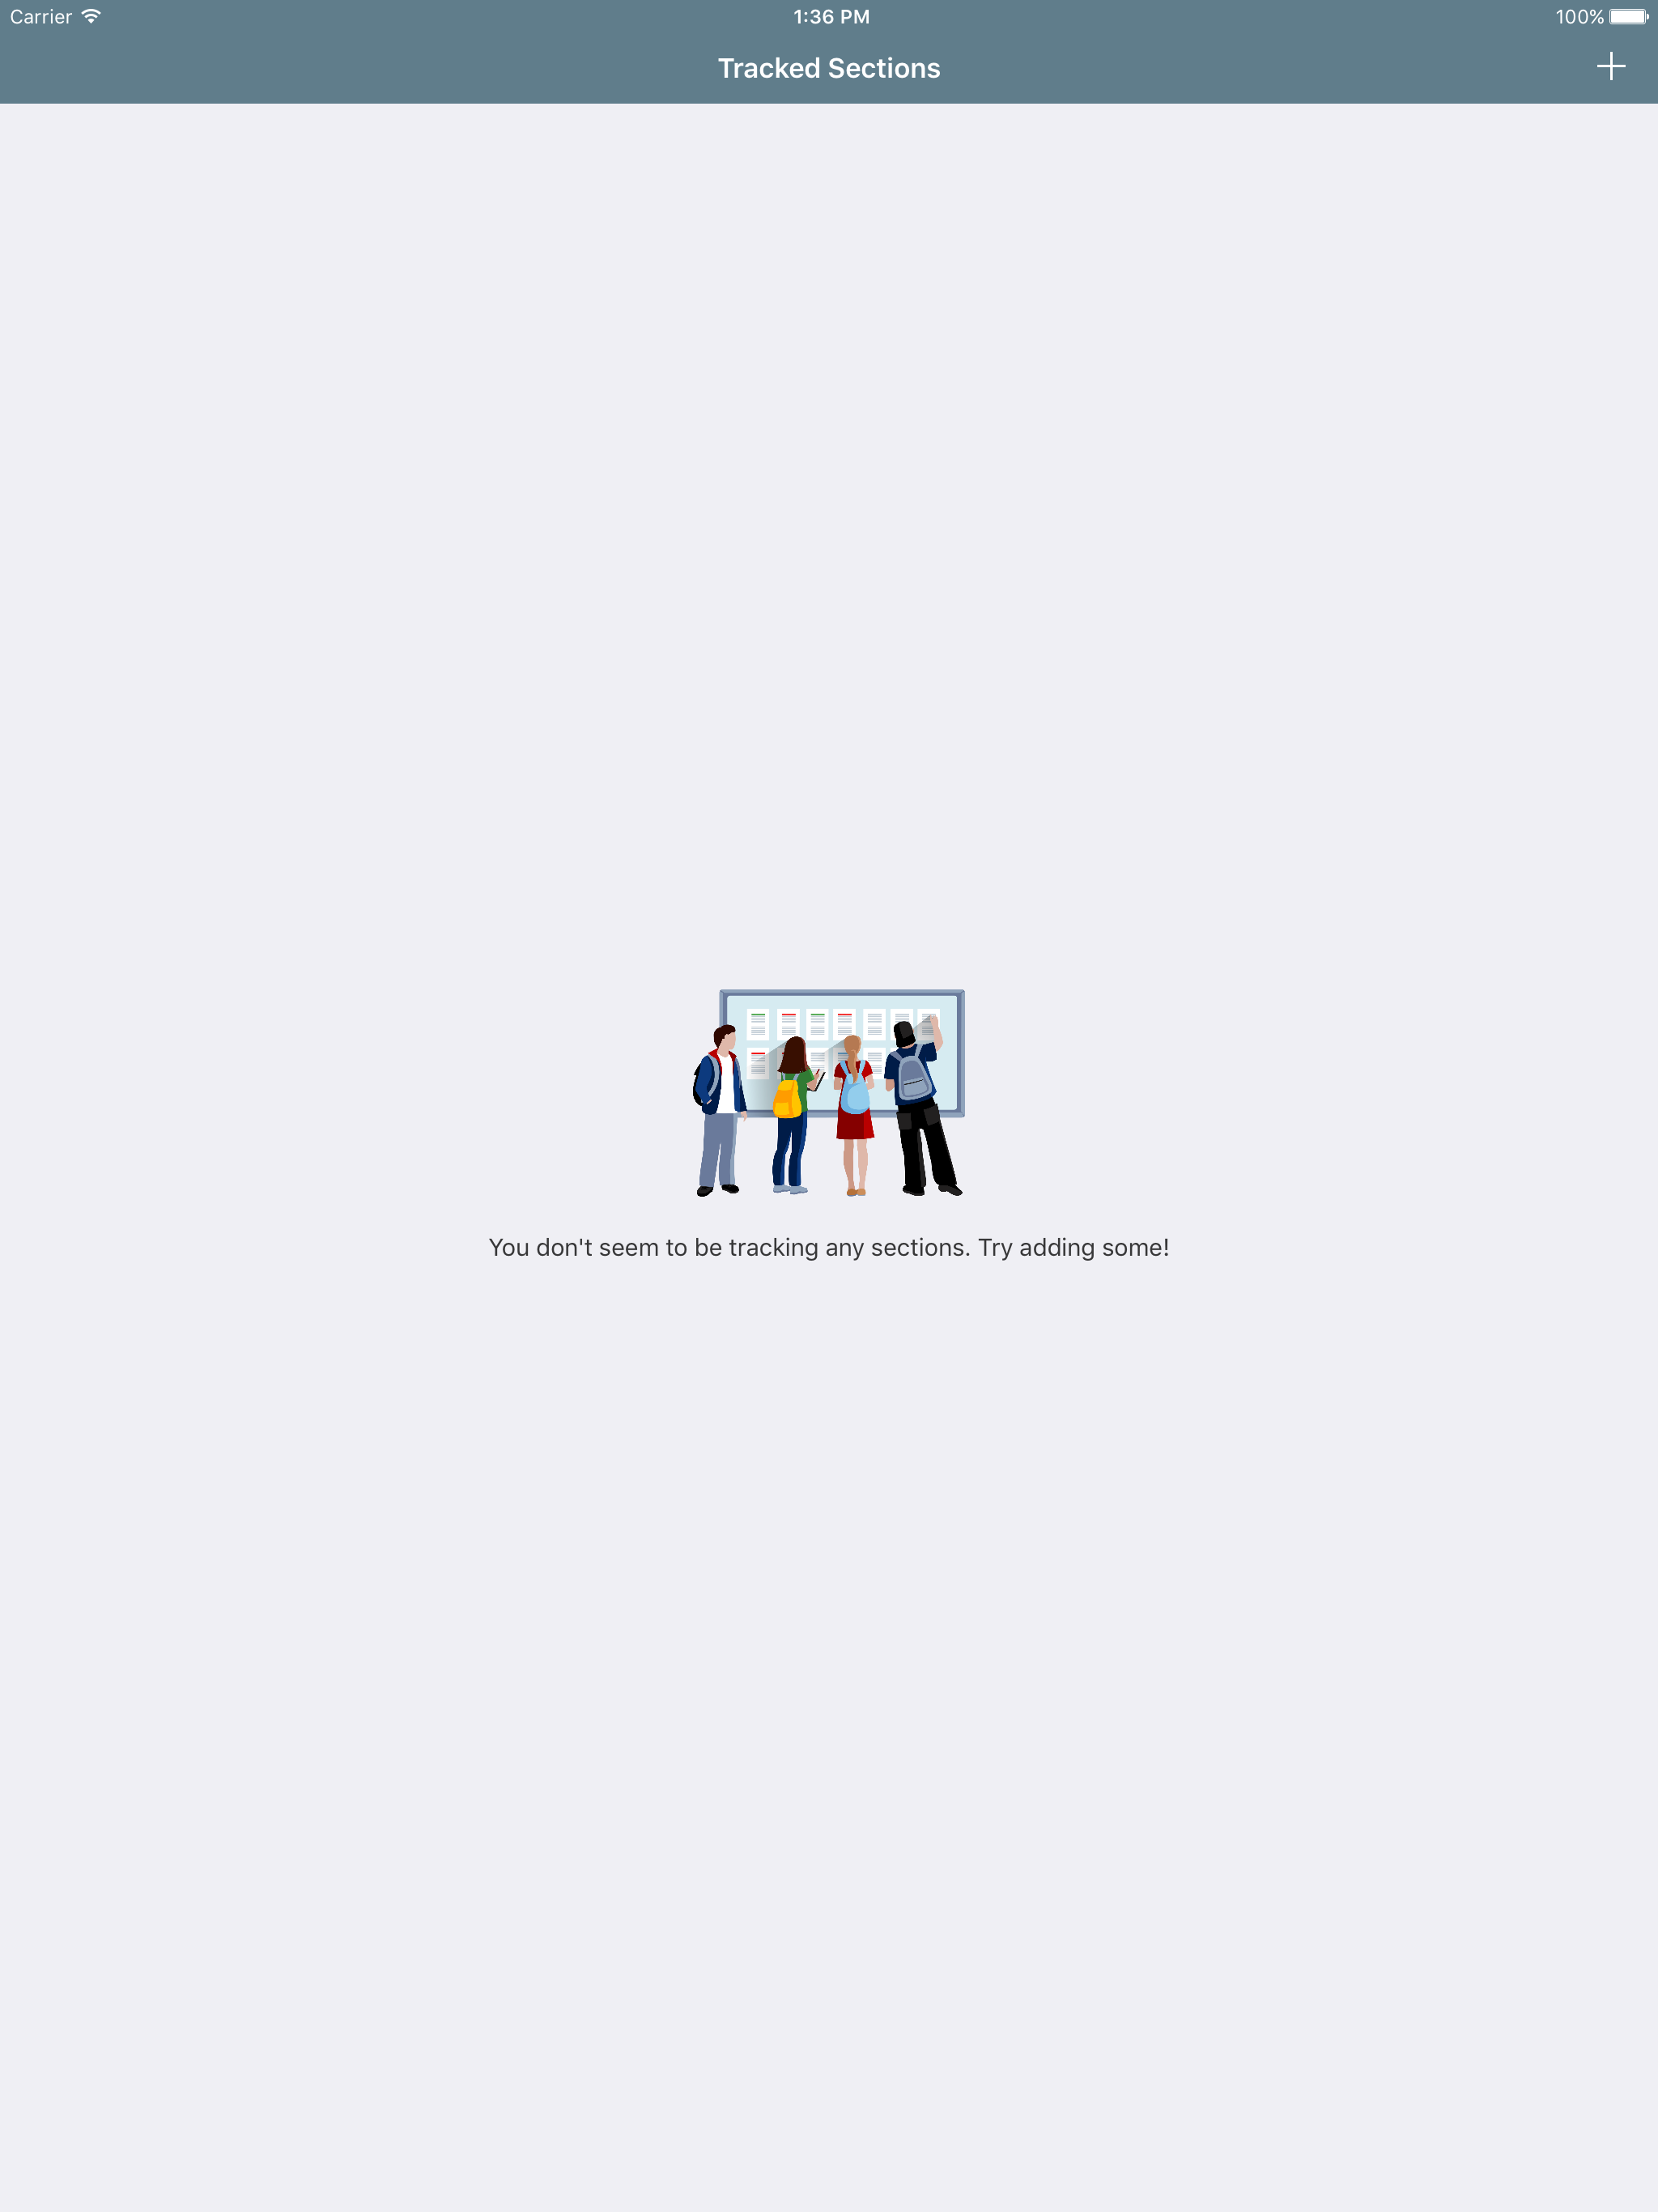 Carrier 1:36 PM 100%
Tracked Sections
You don't seem to be tracking any sections. Try adding some!